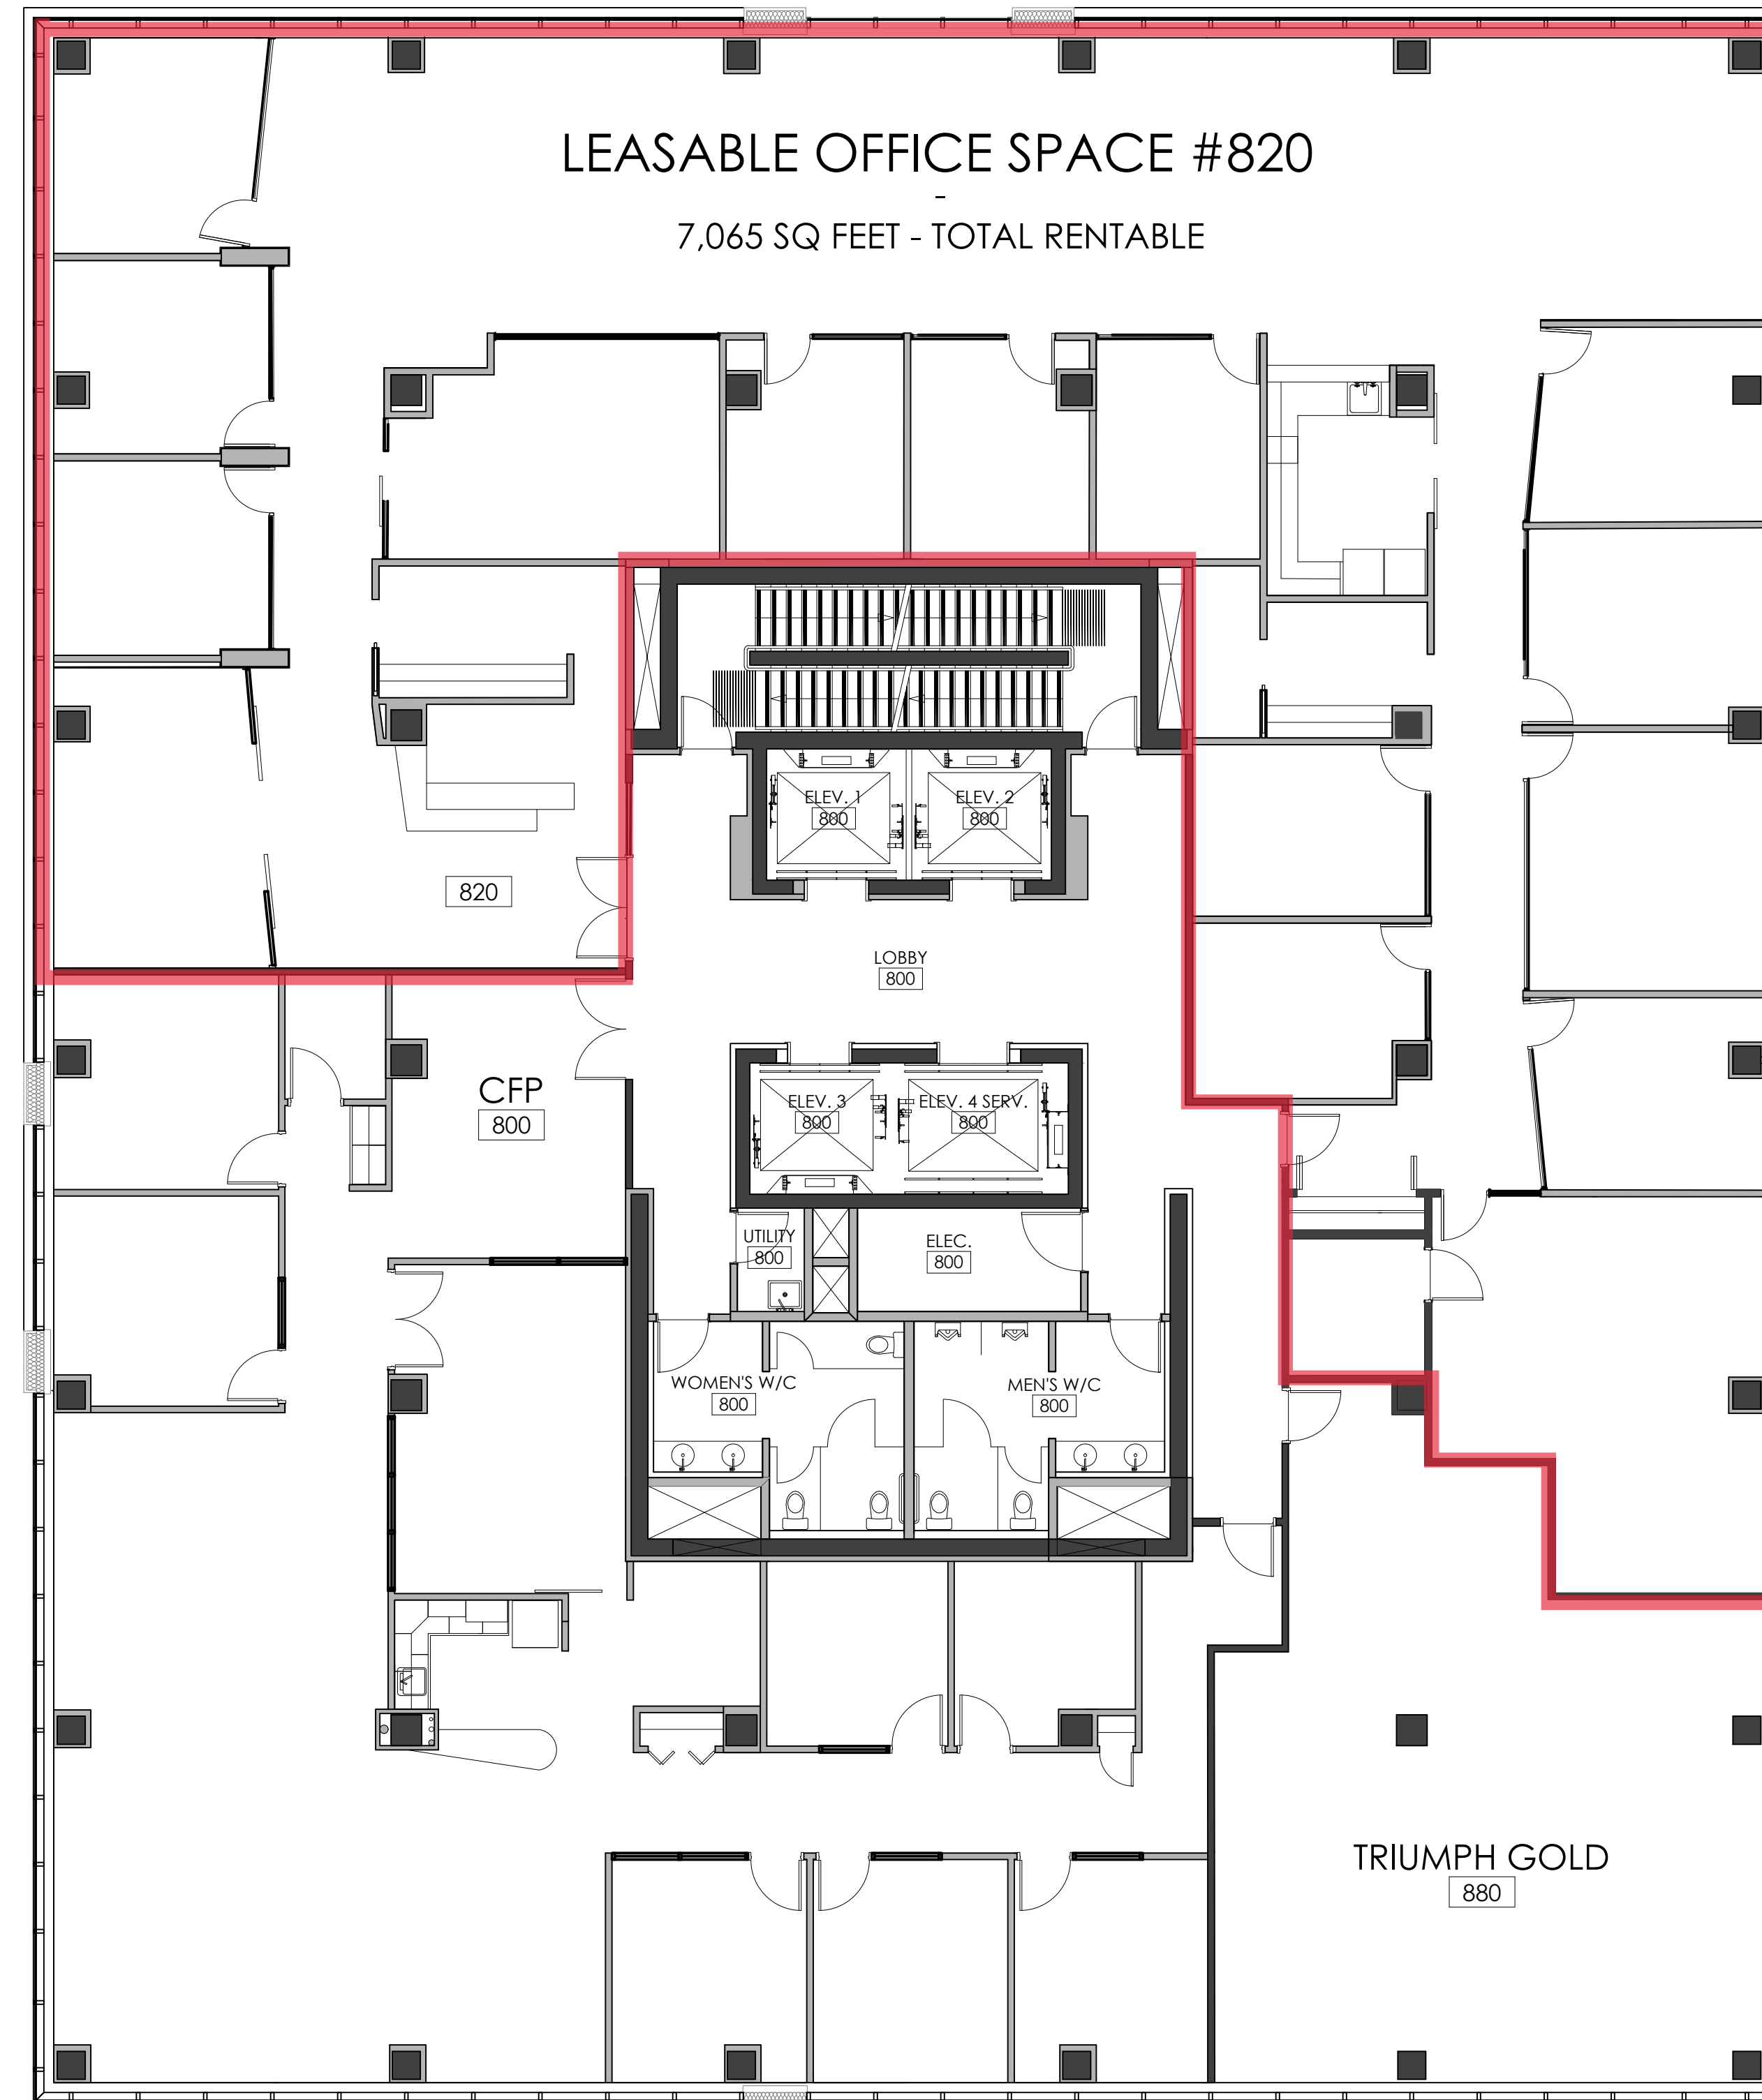 LEASABLE OFFICE SPACE #820
-
7,065 SQ FEET - TOTAL RENTABLE
ELEV. 1
800
ELEV. 2
800
820
LOBBY
800
CFP
800
ELEV. 3
800
ELEV. 4 SERV.
800
UTILITY
800
ELEC.
800
WOMEN'S W/C
800
MEN'S W/C
800
TRIUMPH GOLD
880